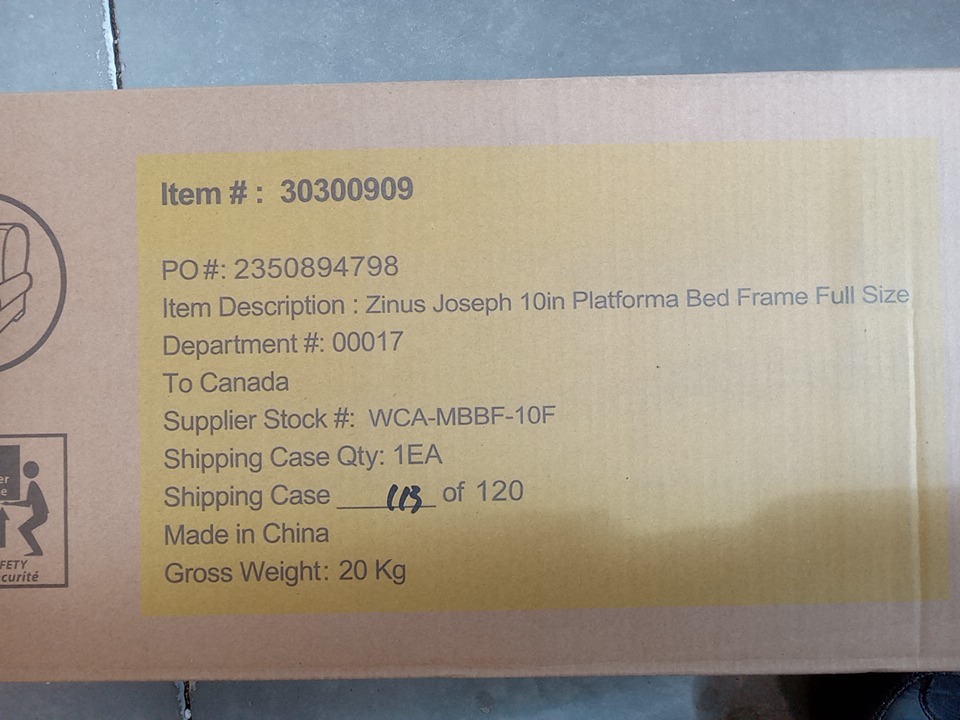 Item # : 30300909
PO #: 2350894798
Item Description : Zinus Joseph 10in Platforma Bed Frame Full Size
Department #: 00017
To Canada
Supplier Stock #: WCA-MBBF-10F
Shipping Case Qty: 1EA
Shipping Case 113 of 120
Made in China
Gross Weight: 20 Kg